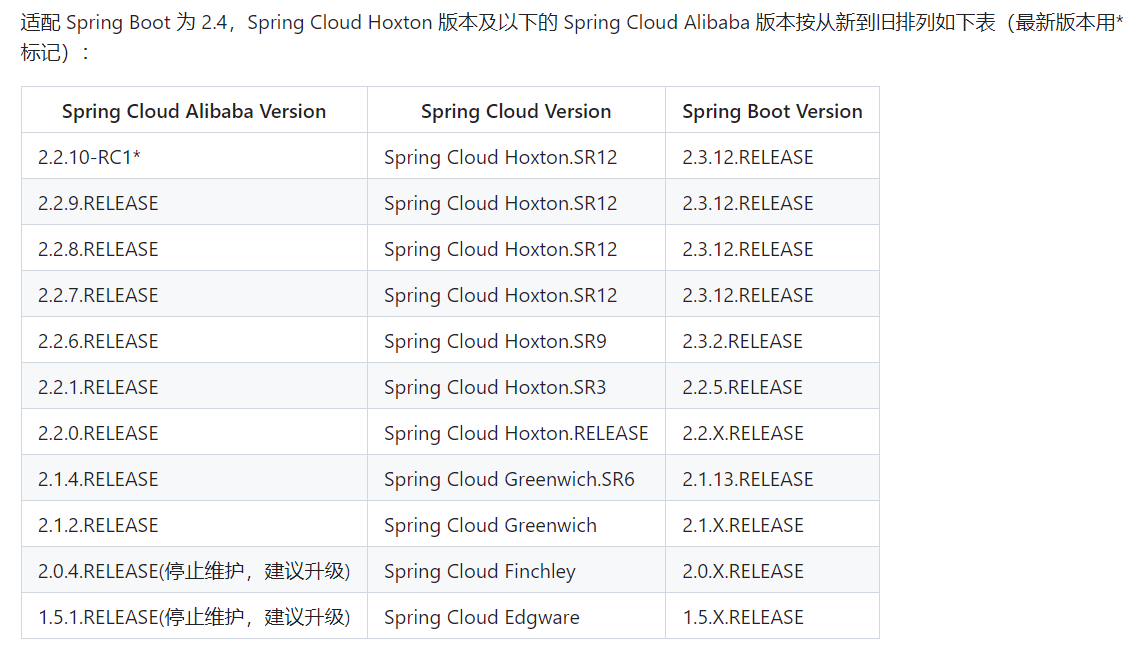 适配 Spring Boot 为 2.4，Spring Cloud Hoxton 版本及以下的 Spring Cloud Alibaba 版本按从新到旧排列如下表（最新版本用*
标记）：
Spring Cloud Alibaba Version Spring Cloud Version Spring Boot Version
2.2.10-RC1* Spring Cloud Hoxton.SR12 2.3.12.RELEASE
2.2.9.RELEASE Spring Cloud Hoxton.SR12 2.3.12.RELEASE
2.2.8.RELEASE Spring Cloud Hoxton.SR12 2.3.12.RELEASE
2.2.7.RELEASE Spring Cloud Hoxton.SR12 2.3.12.RELEASE
2.2.6.RELEASE Spring Cloud Hoxton.SR9 2.3.2.RELEASE
2.2.1.RELEASE Spring Cloud Hoxton.SR3 2.2.5.RELEASE
2.2.0.RELEASE Spring Cloud Hoxton.RELEASE 2.2.X.RELEASE
2.1.4.RELEASE Spring Cloud Greenwich.SR6 2.1.13.RELEASE
2.1.2.RELEASE Spring Cloud Greenwich 2.1.X.RELEASE
2.0.4.RELEASE(停止维护，建议升级) Spring Cloud Finchley 2.0.X.RELEASE
1.5.1.RELEASE(停止维护，建议升级) Spring Cloud Edgware 1.5.X.RELEASE